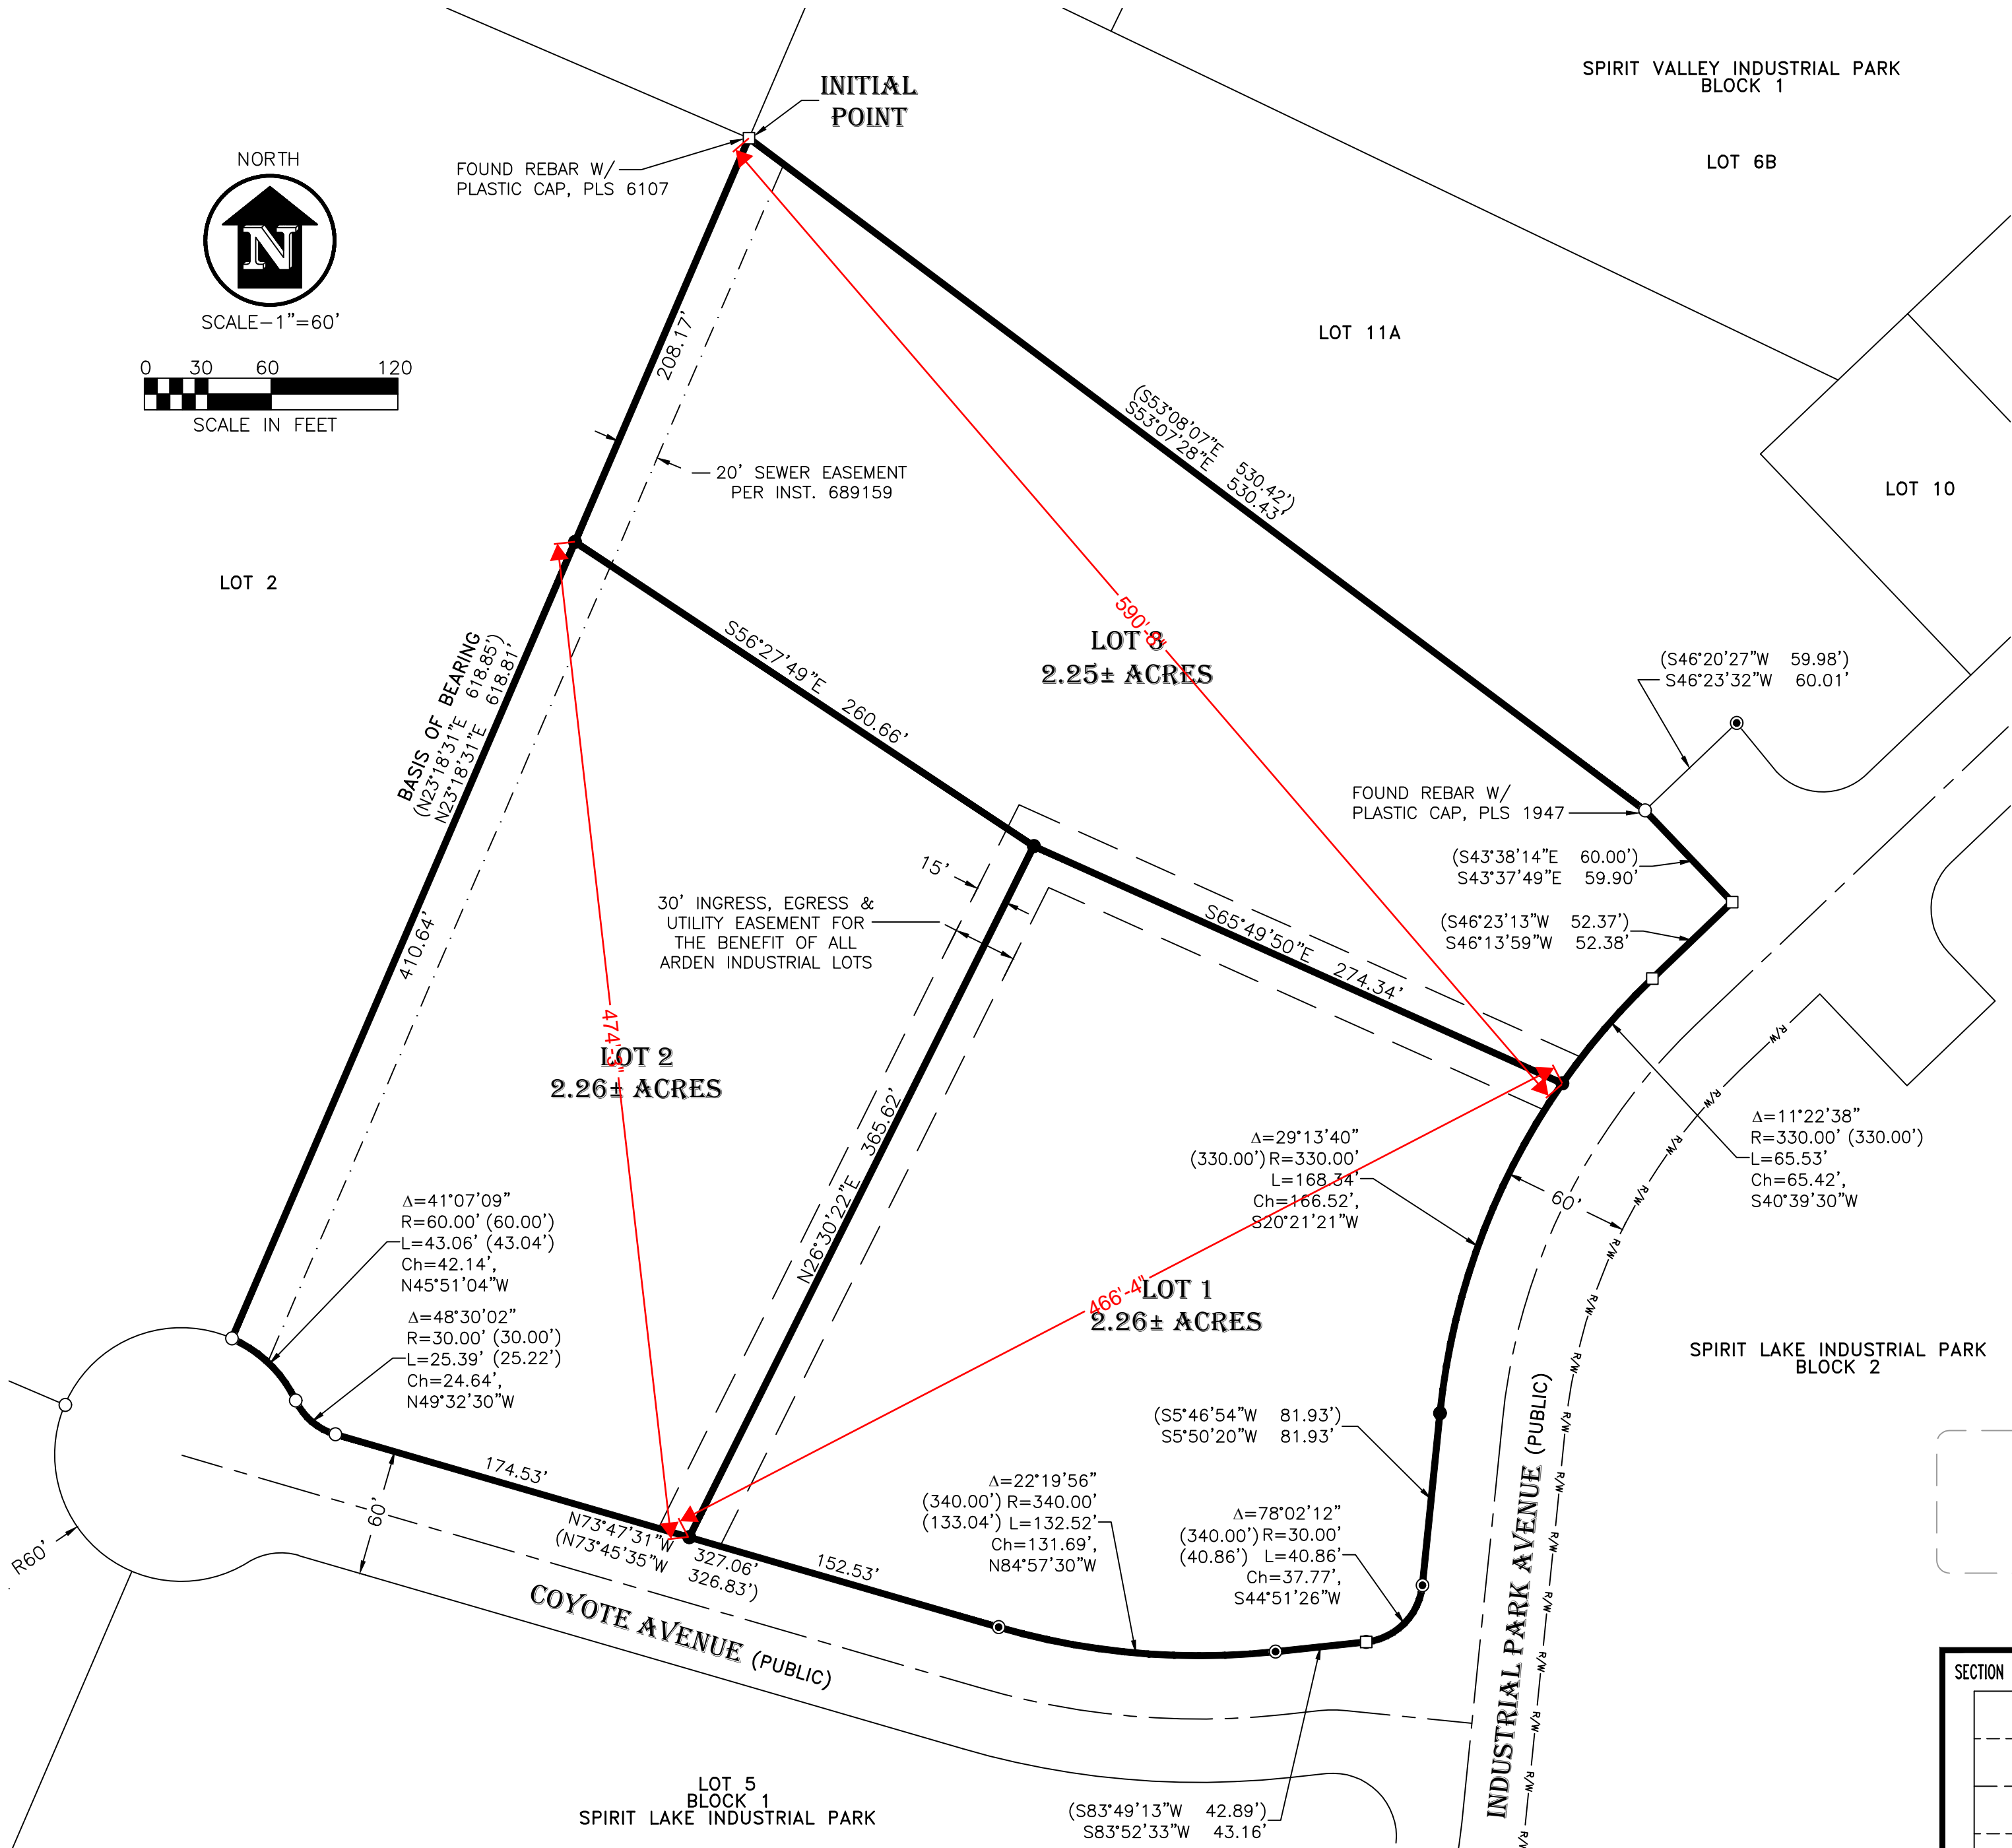 SPIRIT VALLEY INDUSTRIAL PARK
BLOCK 1
INITIAL
POINT
NORTH
N
FOUND REBAR W/
PLASTIC CAP, PLS 6107
LOT 6B
SCALE-1"=60'
0 30 60 120
SCALE IN FEET
208.17'
LOT 11A
(S53°08'07"E 530.42')
S53°07'28"E 530.43'
20' SEWER EASEMENT
PER INST. 689159
LOT 10
LOT 2
590'-8"
LOT 3
2.25± ACRES
S56°27'49"E 260.66'
BASIS OF BEARING
(N23°18'31"E 618.85')
N23°18'31"E 618.81'
(S46°20'27"W 59.98')
S46°23'32"W 60.01'
FOUND REBAR W/
PLASTIC CAP, PLS 1947
(S43°38'14"E 60.00')
S43°37'49"E 59.90'
15'
30' INGRESS, EGRESS &
UTILITY EASEMENT FOR
THE BENEFIT OF ALL
ARDEN INDUSTRIAL LOTS
S65°49'50"E 274.34'
(S46°23'13"W 52.37')
S46°13'59"W 52.38'
410.64'
474'-3"
LOT 2
2.26± ACRES
N26°30'22"E 365.62'
R/W
R/W
R/W
Δ=29°13'40"
(330.00') R=330.00'
L=168.34'
Ch=166.52',
S20°21'21"W
Δ=11°22'38"
R=330.00' (330.00')
L=65.53'
Ch=65.42',
S40°39'30"W
60'
R/W
R/W
Δ=41°07'09"
R=60.00' (60.00')
L=43.06' (43.04')
Ch=42.14',
N45°51'04"W
466'-4"
LOT 1
2.26± ACRES
R/W
R/W
Δ=48°30'02"
R=30.00' (30.00')
L=25.39' (25.22')
Ch=24.64',
N49°32'30"W
SPIRIT LAKE INDUSTRIAL PARK
BLOCK 2
(S5°46'54"W 81.93')
S5°50'20"W 81.93'
R/W
R/W
174.53'
60'
R60'
N73°47'31"W 327.06'
(N73°45'35"W 326.83')
152.53'
Δ=22°19'56"
(340.00') R=340.00'
(133.04') L=132.52'
Ch=131.69',
N84°57'30"W
Δ=78°02'12"
(340.00') R=30.00'
(40.86') L=40.86'
Ch=37.77',
S44°51'26"W
R/W
R/W
R/W
R/W
R/W
R/W
COYOTE AVENUE (PUBLIC)
INDUSTRIAL PARK AVENUE (PUBLIC)
SECTION
LOT 5
BLOCK 1
SPIRIT LAKE INDUSTRIAL PARK
(S83°49'13"W 42.89')
S83°52'33"W 43.16'